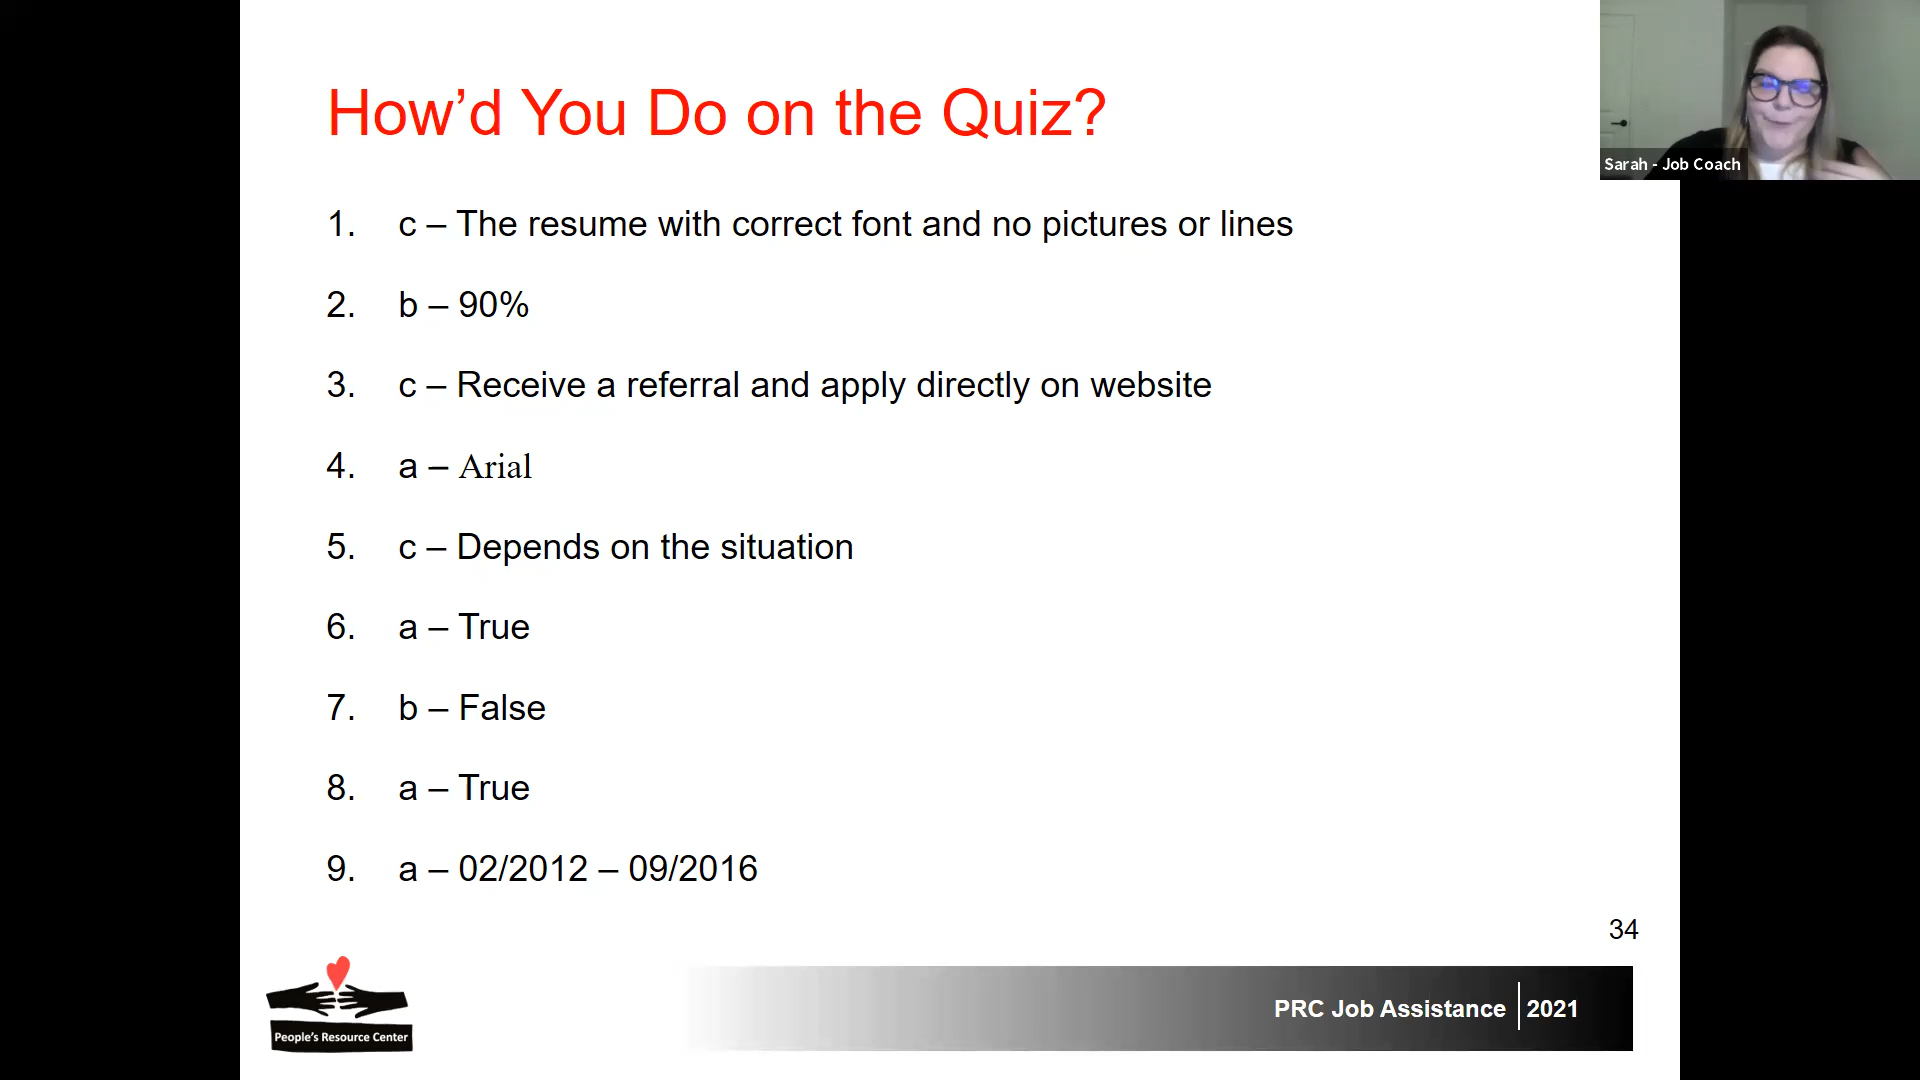 How’d You Do on the Quiz?
Sarah - Job Coach
1. c – The resume with correct font and no pictures or lines
2. b – 90%
3. c – Receive a referral and apply directly on website
4. a – Arial
5. c – Depends on the situation
6. a – True
7. b – False
8. a – True
9. a – 02/2012 – 09/2016
34
People’s Resource Center
PRC Job Assistance | 2021